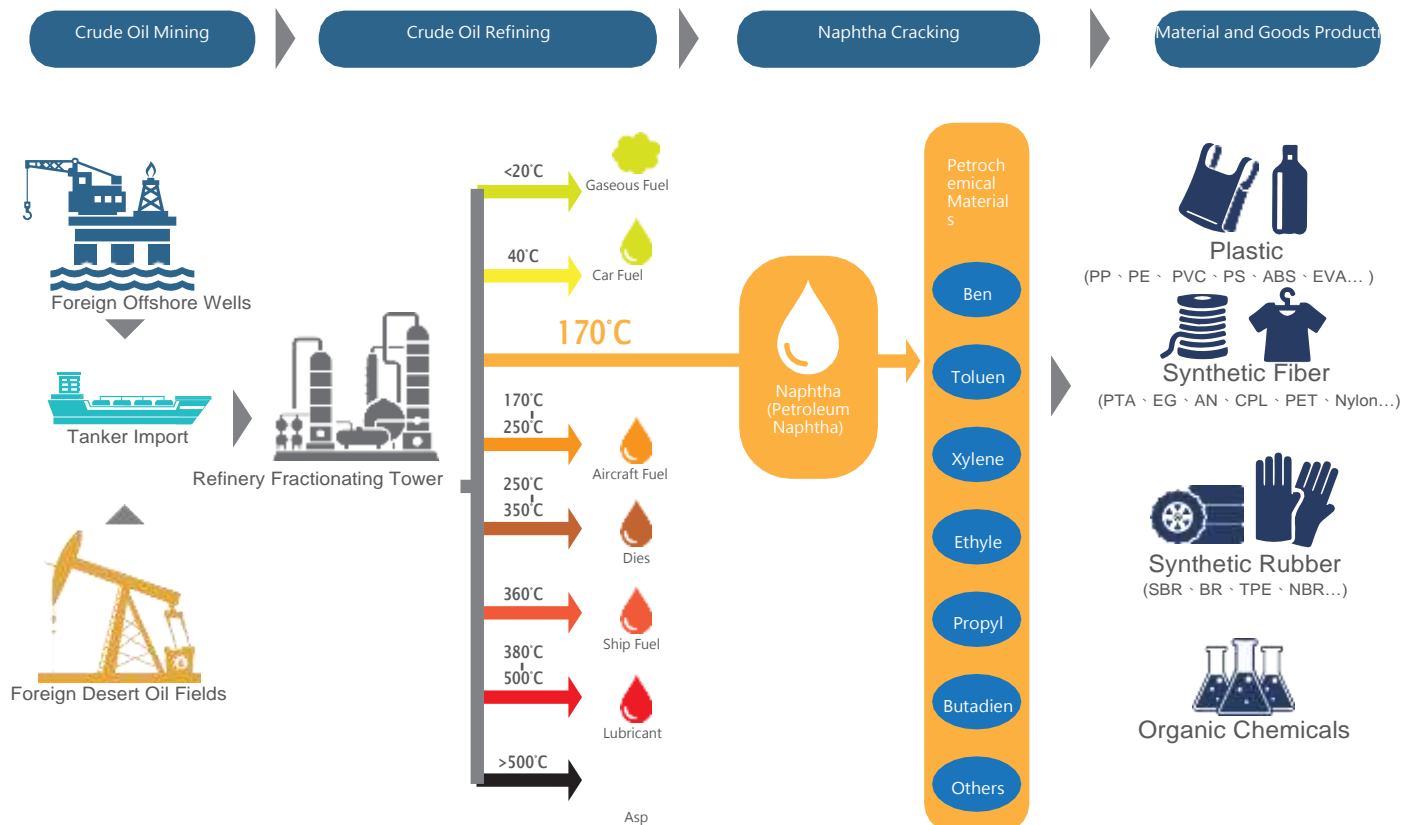 Crude Oil Mining
Crude Oil Refining
Naphtha Cracking
Material and Goods Producti
Foreign Offshore Wells
Tanker Import
Foreign Desert Oil Fields
Refinery Fractionating Tower
<20°C
Gaseous Fuel
40°C
Car Fuel
170°C
170°C
250°C
Aircraft Fuel
250°C
350°C
Dies
360°C
Ship Fuel
380°C
500°C
Lubricant
>500°C
Asp
Naphtha
(Petroleum
Naphtha)
Petroch
emical
Material
s
Ben
Toluen
Xylene
Ethyle
Propyl
Butadien
Others
Plastic
(PP、PE、 PVC、PS、ABS、EVA… )
Synthetic Fiber
(PTA、EG、AN、CPL、PET、Nylon…)
Synthetic Rubber
(SBR、BR、TPE、NBR…)
Organic Chemicals